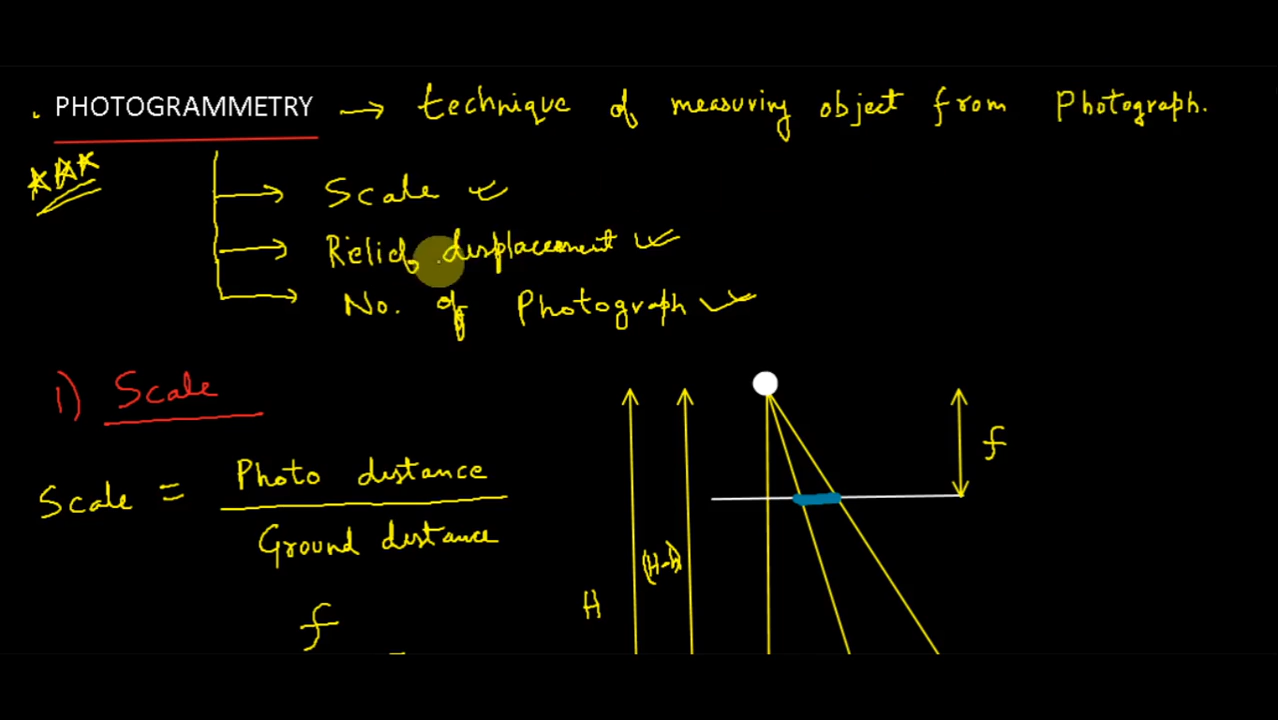 . PHOTOGRAMMETRY → technique of measuring object from Photograph.
→ Scale ✓
→ Relief displacement ✓
→ No. of Photograph ✓
1) Scale
Scale = Photo distance
Ground distance
f
(H-h)
H
f